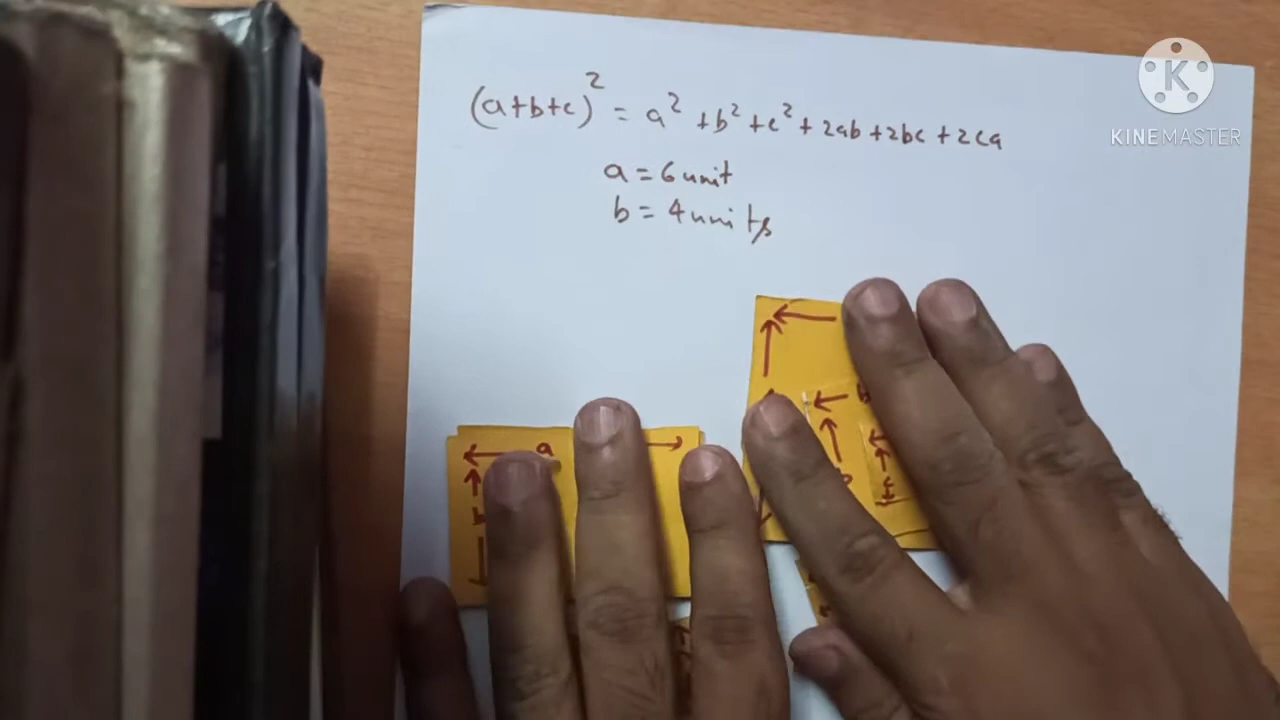 (a+b+c)² = a² + b² + c² + 2ab + 2bc + 2ca
a = 6 unit
b = 4 units
K
KINEMASTER
a
b
b
c